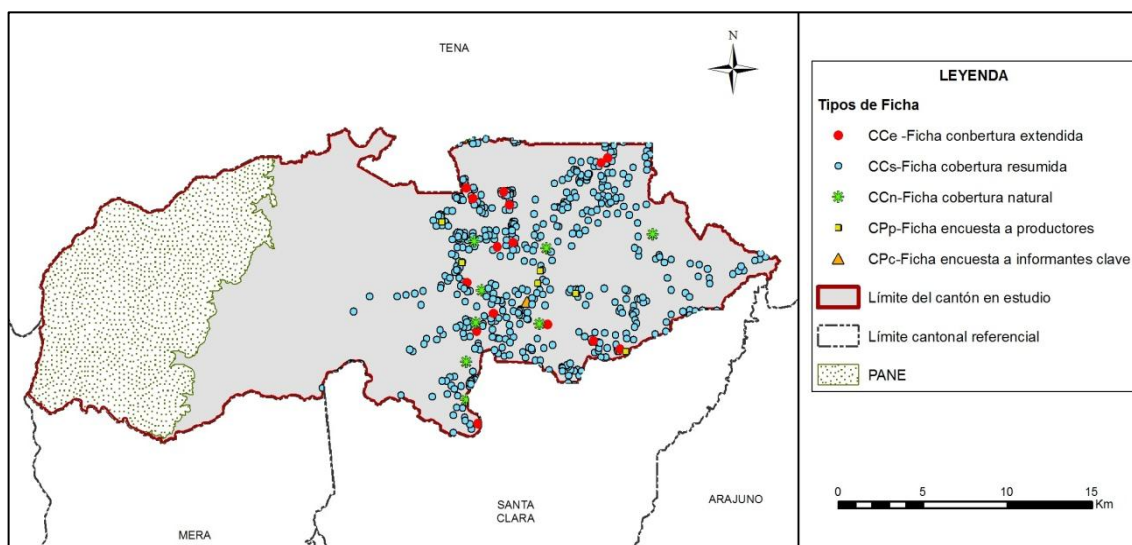 TENA
N
SANTA
CLARA
ARAJUNO
MERA
LEYENDA
Tipos de Ficha
CCe -Ficha conbertura extendida
CCs-Ficha cobertura resumida
CCn-Ficha cobertura natural
CPp-Ficha encuesta a productores
CPc-Ficha encuesta a informantes clave
Límite del cantón en estudio
Límite cantonal referencial
PANE
0 5 10 15
Km